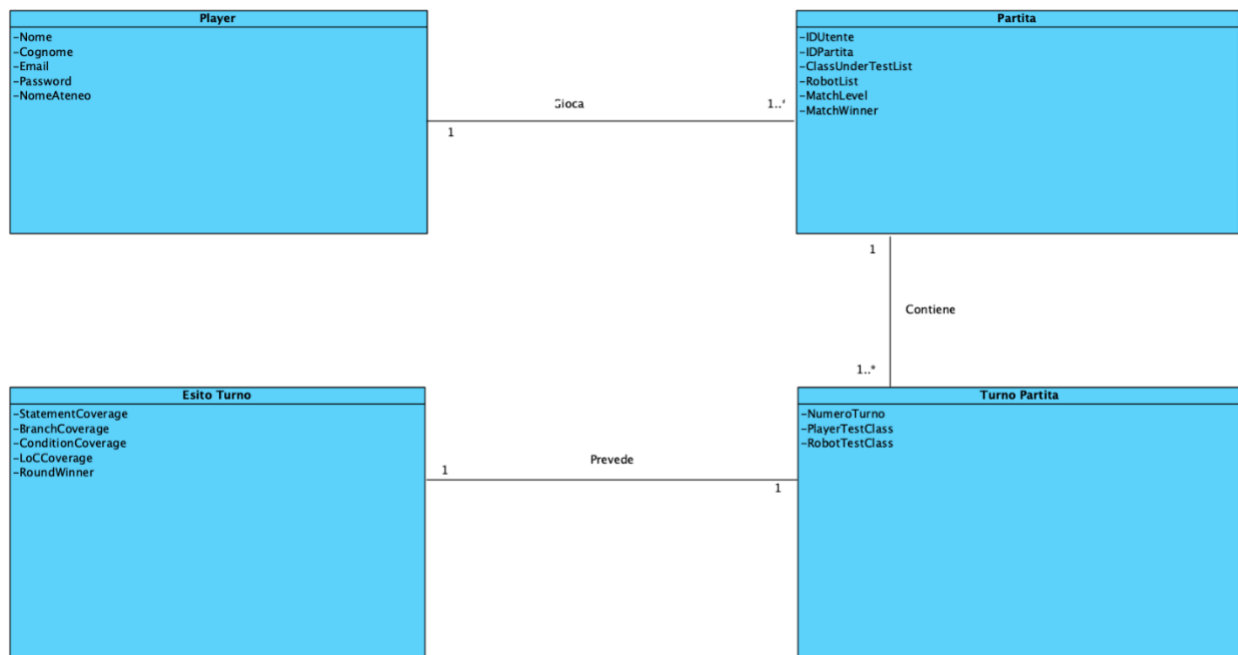 Player
-Nome
-Cognome
-Email
-Password
-NomeAteneo
Gioca
1
1..*
Partita
-IDUtente
-IDPartita
-ClassUnderTestList
-RobotList
-MatchLevel
-MatchWinner
1
Contiene
1..*
Esito Turno
-StatementCoverage
-BranchCoverage
-ConditionCoverage
-LoCCoverage
-RoundWinner
1
Prevede
1
Turno Partita
-NumeroTurno
-PlayerTestClass
-RobotTestClass